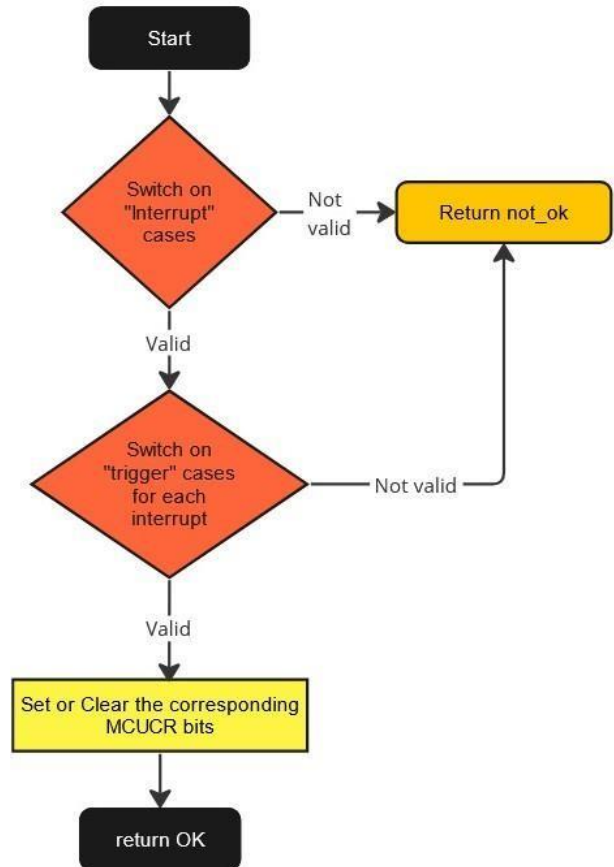 Start
Switch on
"Interrupt"
cases
Not
valid
Return not_ok
Valid
Switch on
"trigger" cases
for each
interrupt
Not valid
Valid
Set or Clear the corresponding
MCUCR bits
return OK